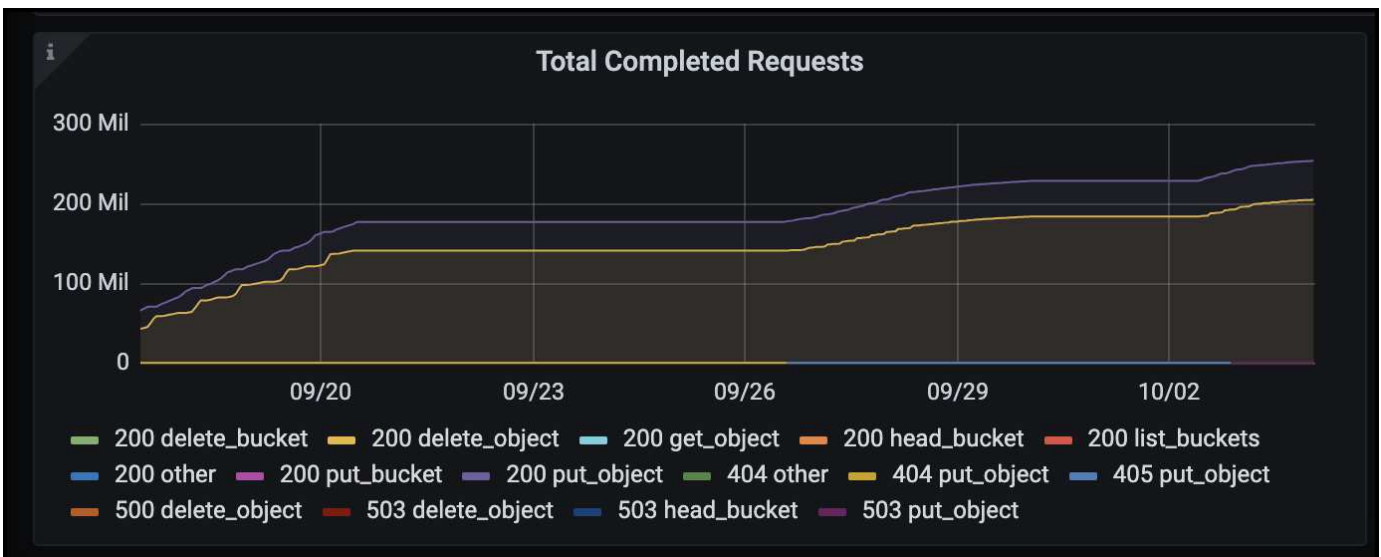 i
Total Completed Requests
300 Mil
200 Mil
100 Mil
0
09/20 09/23 09/26 09/29 10/02
200 delete_bucket 200 delete_object 200 get_object 200 head_bucket 200 list_buckets
200 other 200 put_bucket 200 put_object 404 other 404 put_object 405 put_object
500 delete_object 503 delete_object 503 head_bucket 503 put_object